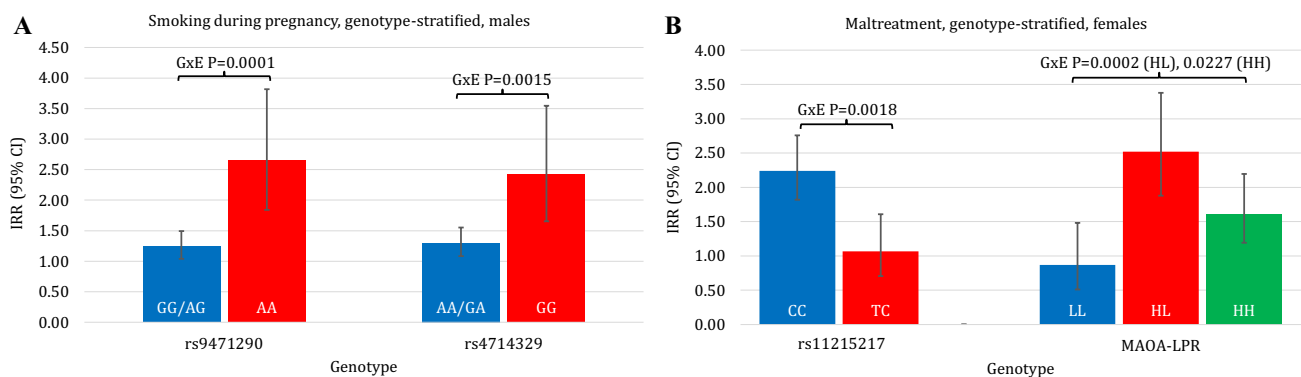 A
Smoking during pregnancy, genotype-stratified, males
4.50
4.00
3.50
3.00
2.50
2.00
1.50
1.00
0.50
0.00
IRR (95% CI)
GxE P=0.0001
GxE P=0.0015
GG/AG
AA
AA/GA
GG
rs9471290
rs4714329
Genotype
B
Maltreatment, genotype-stratified, females
4.00
3.50
3.00
2.50
2.00
1.50
1.00
0.50
0.00
IRR (95% CI)
GxE P=0.0018
GxE P=0.0002 (HL), 0.0227 (HH)
CC
TC
LL
HL
HH
rs11215217
MAOA-LPR
Genotype